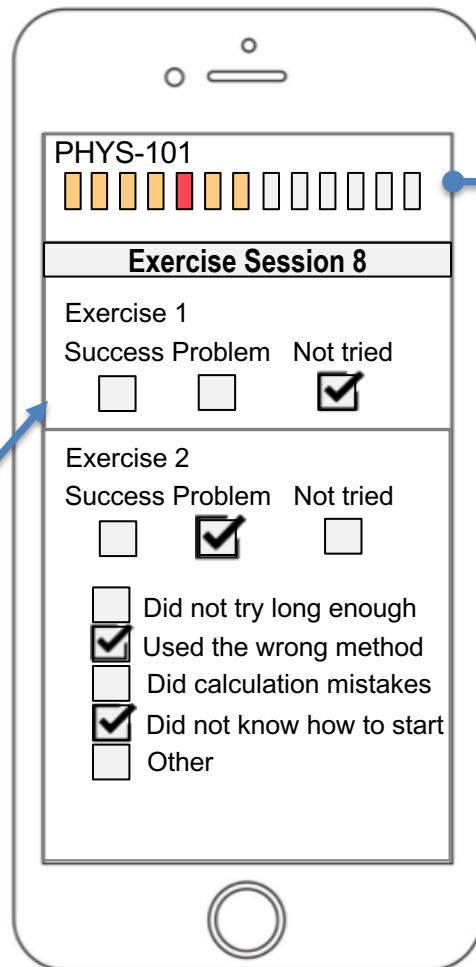 PHYS-101
Exercise Session 8
Exercise 1
Success Problem Not tried
Exercise 2
Success Problem Not tried
Did not try long enough
Used the wrong method
Did calculation mistakes
Did not know how to start
Other